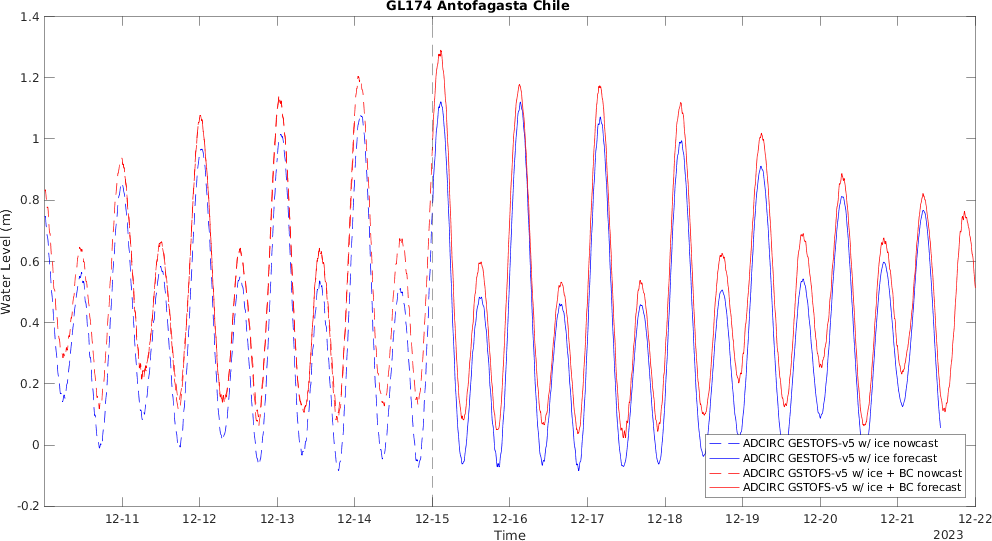 GL174 Antofagasta Chile
1.4
1.2
1
0.8
0.6
0.4
0.2
0
-0.2
Water Level (m)
ADCIRC GESTOFS-v5 w/ ice nowcast
ADCIRC GESTOFS-v5 w/ ice forecast
ADCIRC GSTOFS-v5 w/ ice + BC nowcast
ADCIRC GSTOFS-v5 w/ ice + BC forecast
12-11 12-12 12-13 12-14 12-15 12-16 12-17 12-18 12-19 12-20 12-21 12-22
Time
2023